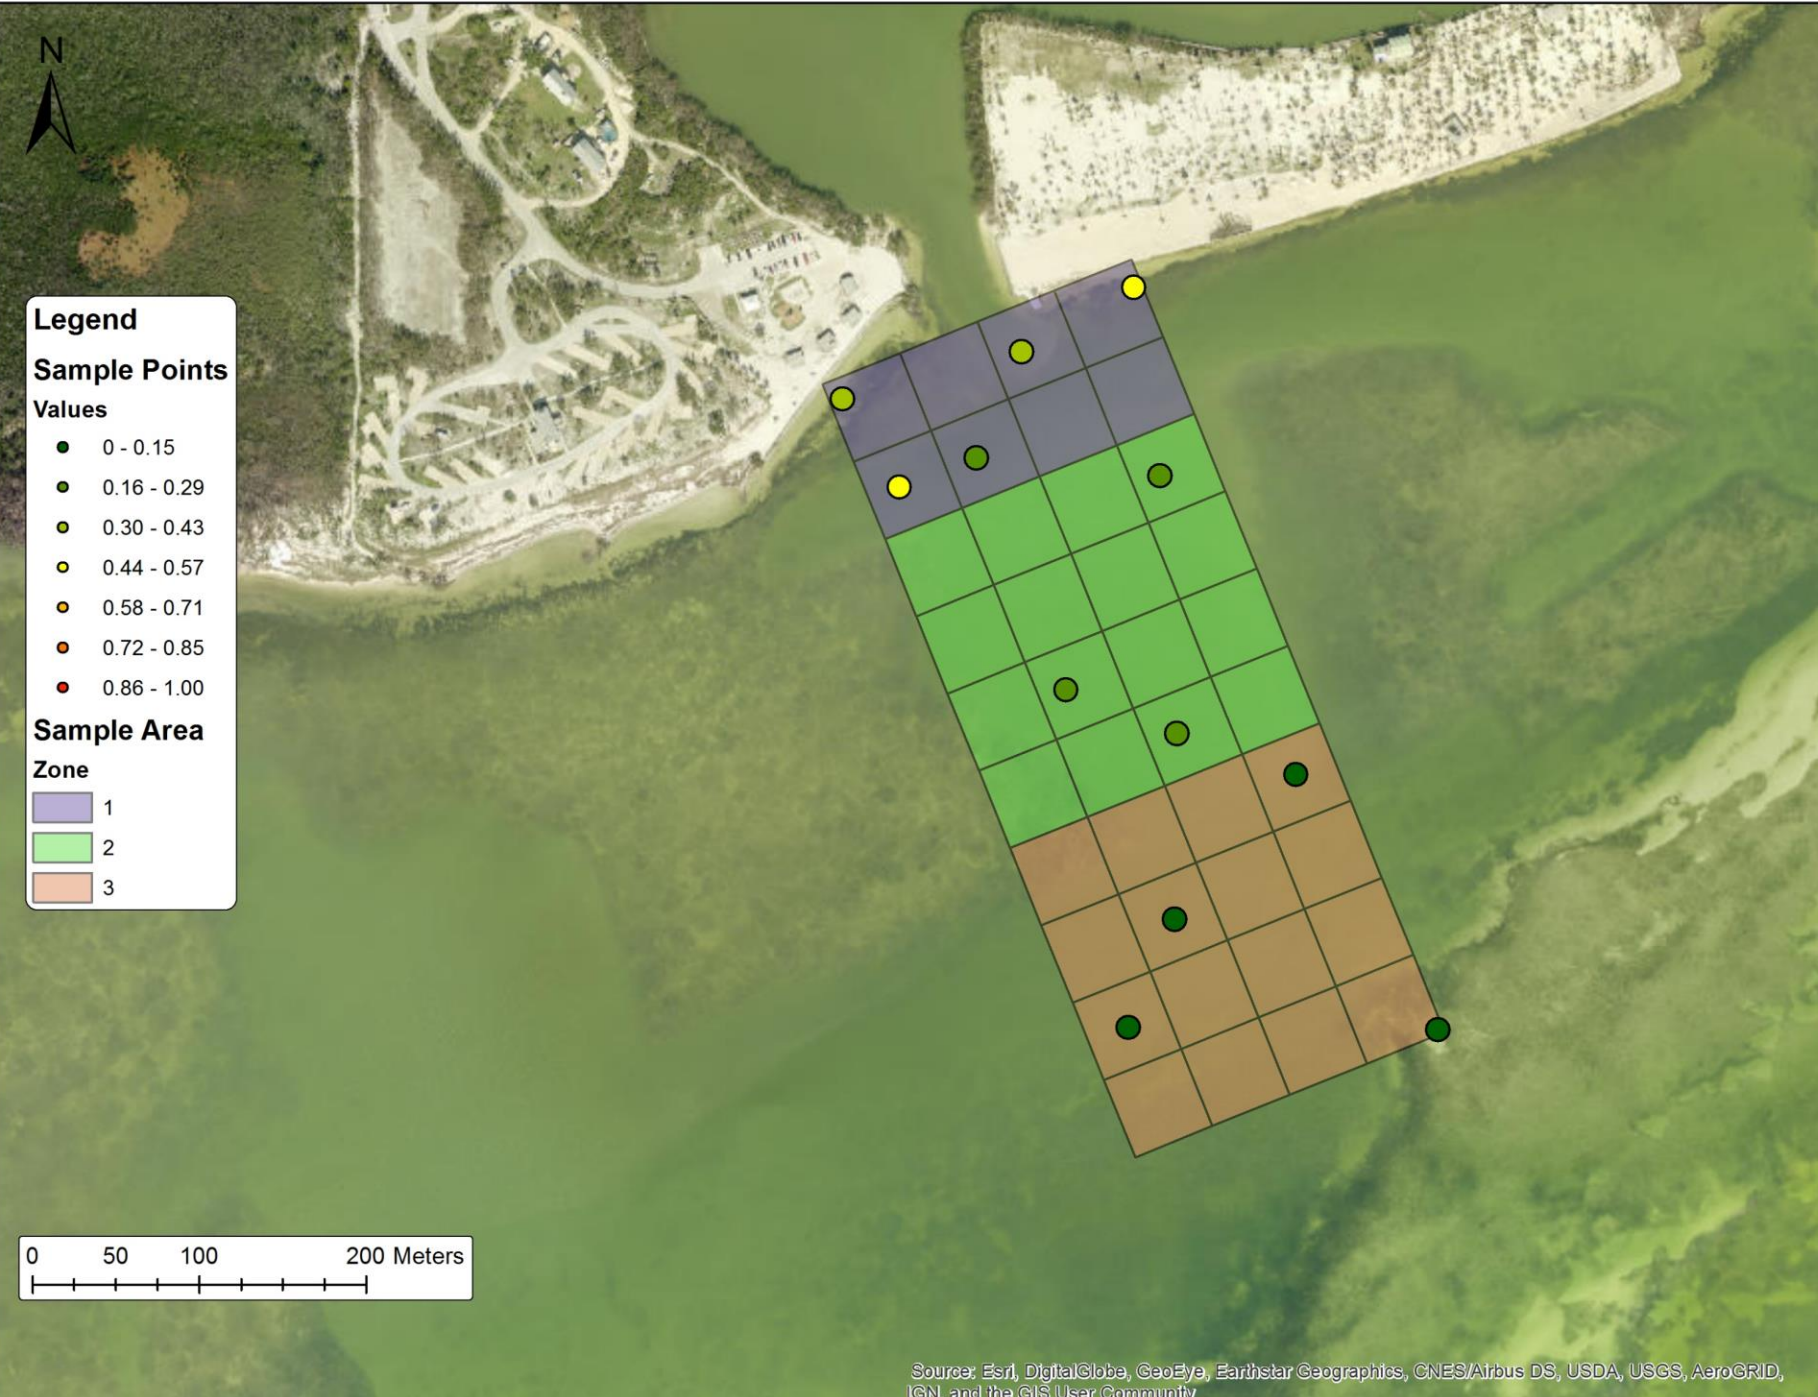 N
Legend
Sample Points
Values
0 - 0.15
0.16 - 0.29
0.30 - 0.43
0.44 - 0.57
0.58 - 0.71
0.72 - 0.85
0.86 - 1.00
Sample Area
Zone
1
2
3
0 50 100 200 Meters
Source: Esri, DigitalGlobe, GeoEye, Earthstar Geographics, CNES/Airbus DS, USDA, USGS, AeroGRID,
IGN, and the GIS User Community